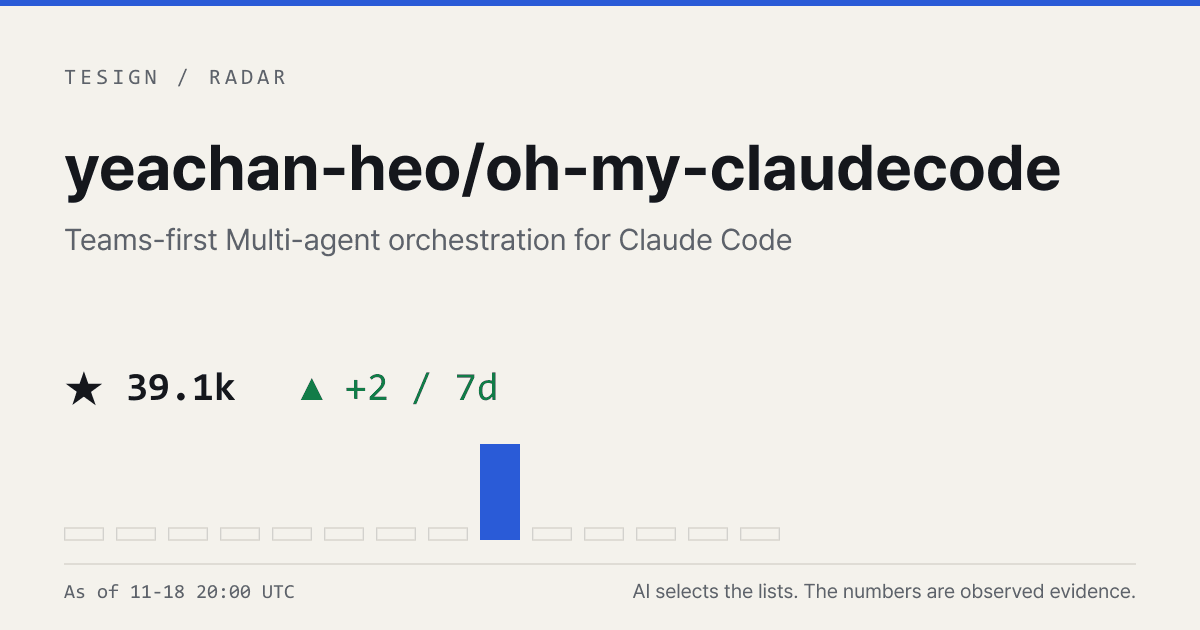 TESIGN / RADAR
yeachan-heo/oh-my-claudecode
Teams-first Multi-agent orchestration for Claude Code
★ 39.1k ▲ +2 / 7d
As of 11-18 20:00 UTC
AI selects the lists. The numbers are observed evidence.